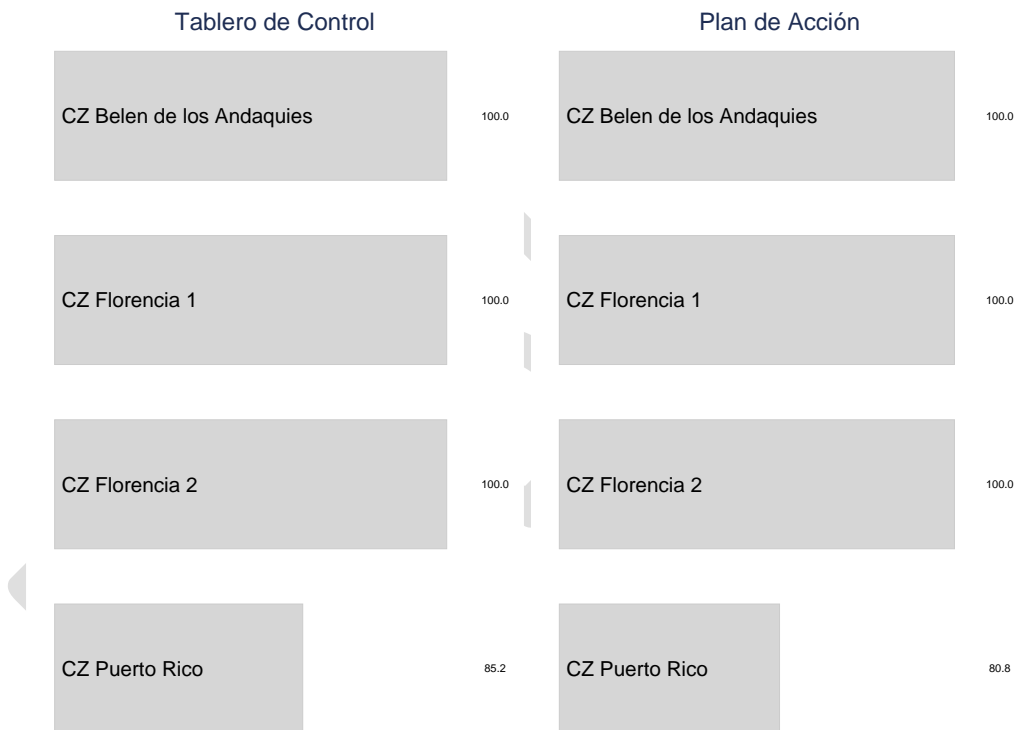 Tablero de Control
CZ Belen de los Andaquies 100.0
CZ Florencia 1 100.0
CZ Florencia 2 100.0
CZ Puerto Rico 85.2
Plan de Acción
CZ Belen de los Andaquies 100.0
CZ Florencia 1 100.0
CZ Florencia 2 100.0
CZ Puerto Rico 80.8